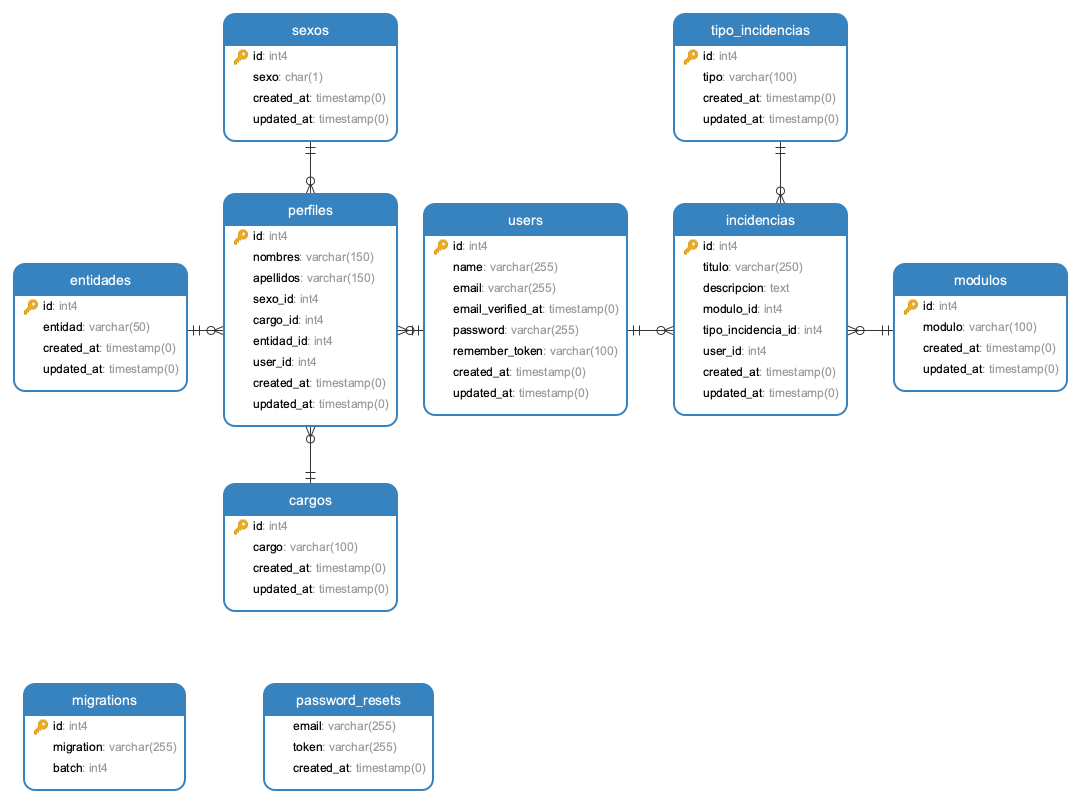 sexos
id: int4
sexo: char(1)
created_at: timestamp(0)
updated_at: timestamp(0)
tipo_incidencias
id: int4
tipo: varchar(100)
created_at: timestamp(0)
updated_at: timestamp(0)
perfiles
id: int4
nombres: varchar(150)
apellidos: varchar(150)
sexo_id: int4
cargo_id: int4
entidad_id: int4
user_id: int4
created_at: timestamp(0)
updated_at: timestamp(0)
users
id: int4
name: varchar(255)
email: varchar(255)
email_verified_at: timestamp(0)
password: varchar(255)
remember_token: varchar(100)
created_at: timestamp(0)
updated_at: timestamp(0)
incidencias
id: int4
titulo: varchar(250)
descripcion: text
modulo_id: int4
tipo_incidencia_id: int4
user_id: int4
created_at: timestamp(0)
updated_at: timestamp(0)
entidades
id: int4
entidad: varchar(50)
created_at: timestamp(0)
updated_at: timestamp(0)
modulos
id: int4
modulo: varchar(100)
created_at: timestamp(0)
updated_at: timestamp(0)
cargos
id: int4
cargo: varchar(100)
created_at: timestamp(0)
updated_at: timestamp(0)
migrations
id: int4
migration: varchar(255)
batch: int4
password_resets
email: varchar(255)
token: varchar(255)
created_at: timestamp(0)